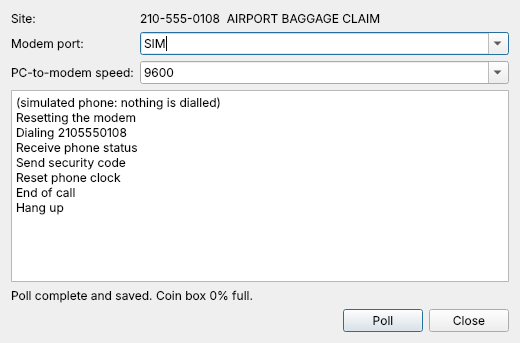 Site: 210-555-0108 AIRPORT BAGGAGE CLAIM
Modem port: SIM
PC-to-modem speed: 9600
(simulated phone: nothing is dialled)
Resetting the modem
Dialing 2105550108
Receive phone status
Send security code
Reset phone clock
End of call
Hang up
Poll complete and saved. Coin box 0% full.
Poll Close